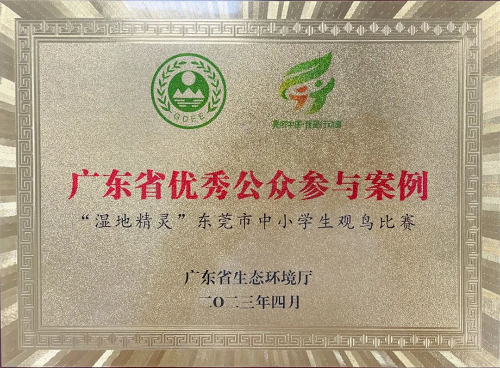 GDEE
美丽中国·我是行动者
广东省优秀公众参与案例
“湿地精灵”东莞市中小学生观鸟比赛
广东省生态环境厅
二〇二三年四月